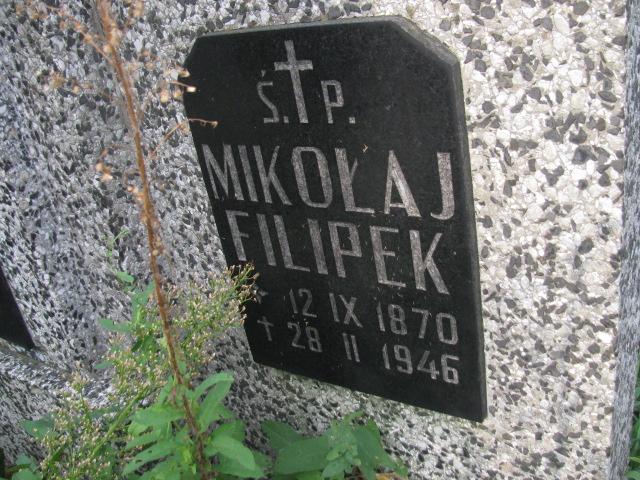 Ś. P.
MIKOŁAJ
FILIPEK
* 12 IX 1870
† 28 II 1946